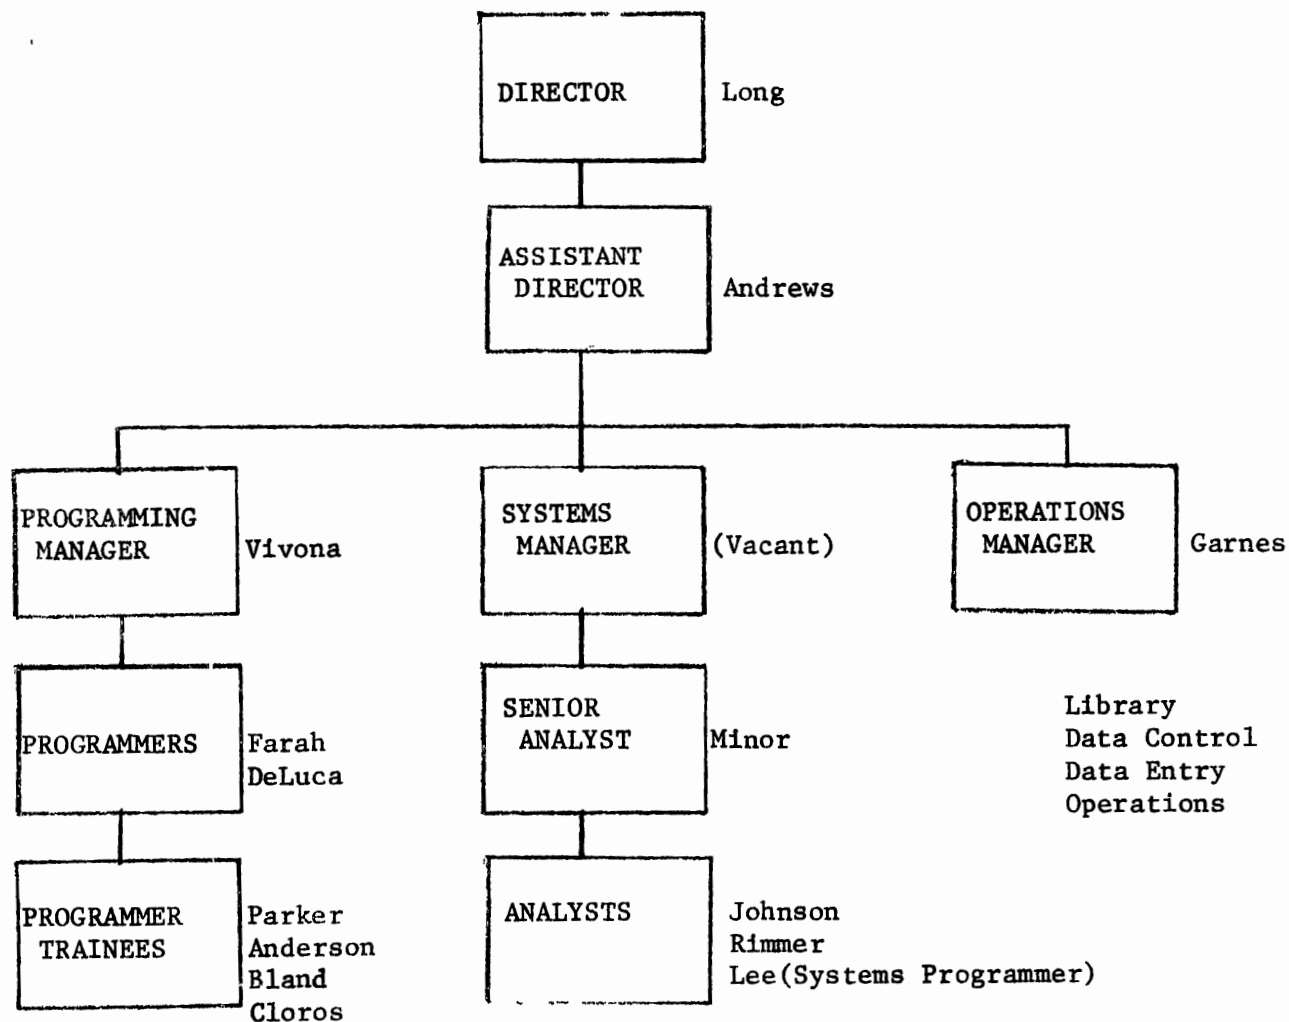 DIRECTOR Long
ASSISTANT
DIRECTOR Andrews
PROGRAMMING
MANAGER Vivona
SYSTEMS
MANAGER (Vacant)
OPERATIONS
MANAGER Garnes
PROGRAMMERS Farah
DeLuca
SENIOR
ANALYST Minor
Library
Data Control
Data Entry
Operations
PROGRAMMER Parker
TRAINEES Anderson
Bland
Cloros
ANALYSTS Johnson
Rimmer
Lee(Systems Programmer)